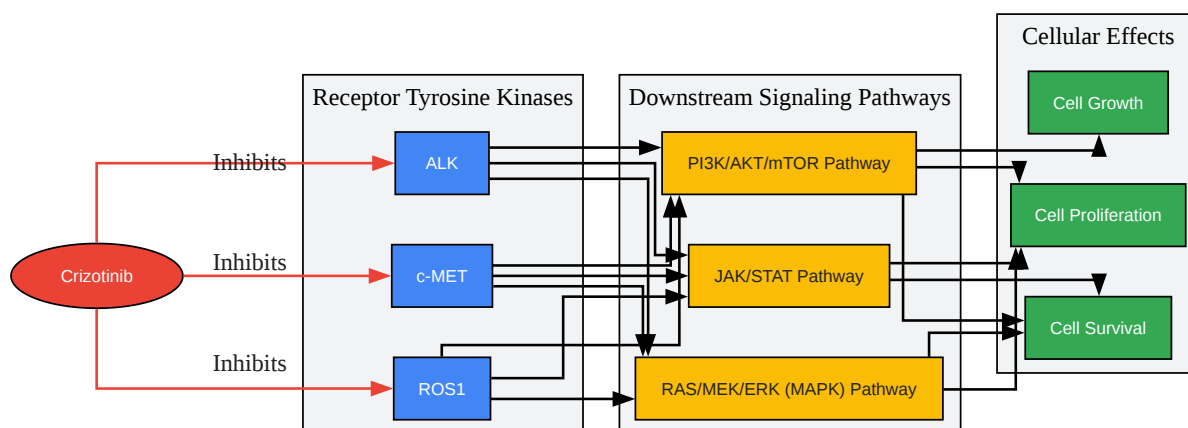 Cellular Effects
Receptor Tyrosine Kinases
Downstream Signaling Pathways
Cell Growth
Inhibits
ALK
PI3K/AKT/mTOR Pathway
Cell Proliferation
Crizotinib
Inhibits
c-MET
JAK/STAT Pathway
Cell Survival
Inhibits
ROS1
RAS/MEK/ERK (MAPK) Pathway